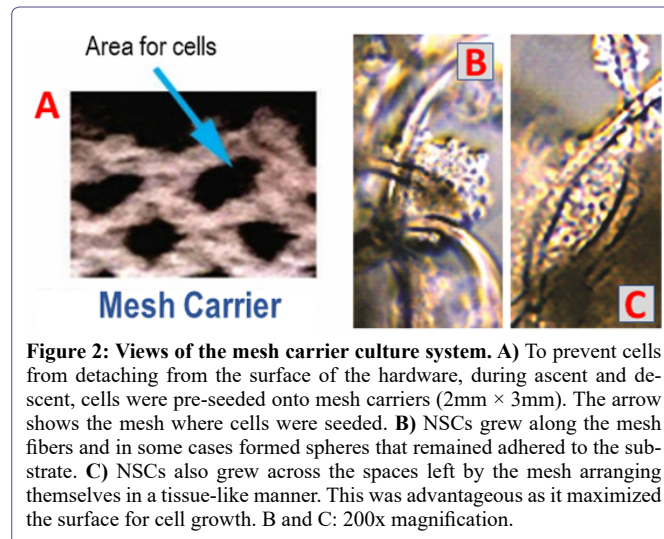 Area for cells
A
B
C
Mesh Carrier
Figure 2: Views of the mesh carrier culture system. A) To prevent cells
from detaching from the surface of the hardware, during ascent and de-
scent, cells were pre-seeded onto mesh carriers (2mm × 3mm). The arrow
shows the mesh where cells were seeded. B) NSCs grew along the mesh
fibers and in some cases formed spheres that remained adhered to the sub-
strate. C) NSCs also grew across the spaces left by the mesh arranging
themselves in a tissue-like manner. This was advantageous as it maximized
the surface for cell growth. B and C: 200x magnification.